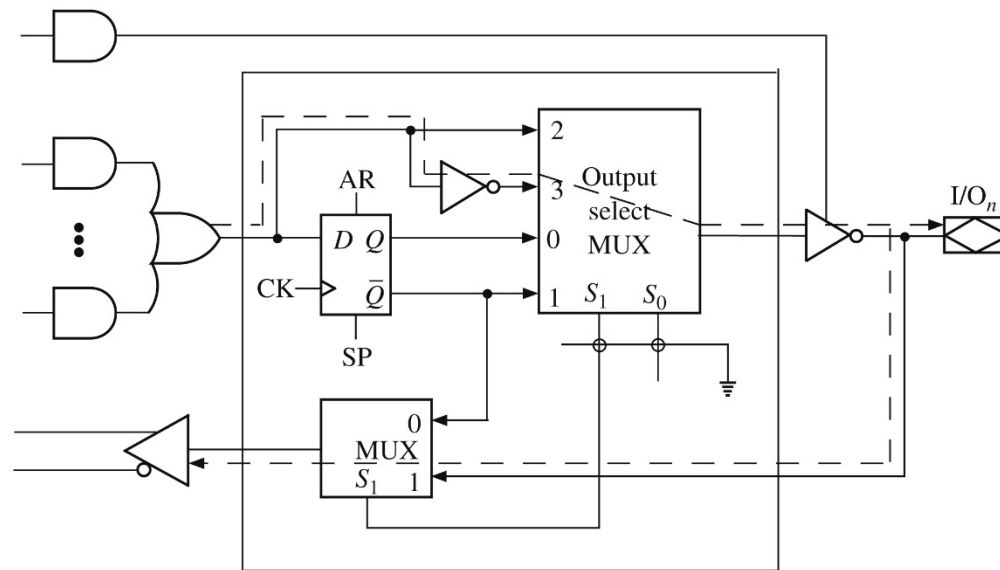 2
AR
Output
I/Oₙ
3
select
D Q
0
MUX
CK
Q̄
1
S₁ S₀
SP
0
MUX
S₁ 1